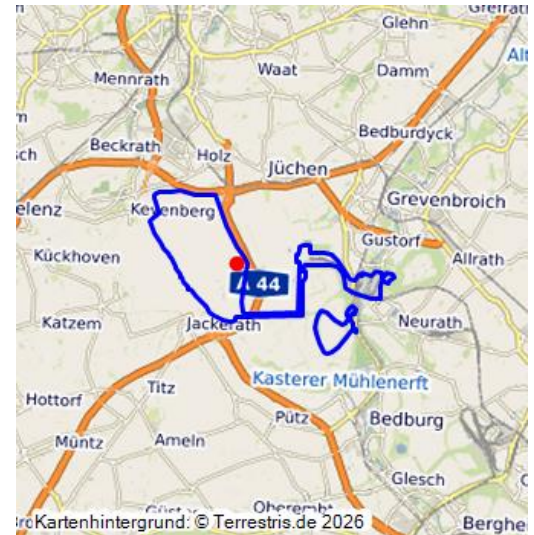 Glehn
Waat
Damm
Mennrath
Bedburdyck
Beckrath
Holz
Jüchen
Grevenbroich
Keyenberg
Gustorf
Kückhoven
Allrath
A 44
Katzem
Jackerath
Neurath
Kasterer Mühlenerft
Titz
Hottorf
Pütz
Bedburg
Müntz
Ameln
Glesch
Oberembt
Kartenhintergrund: © Terrestris.de 2026